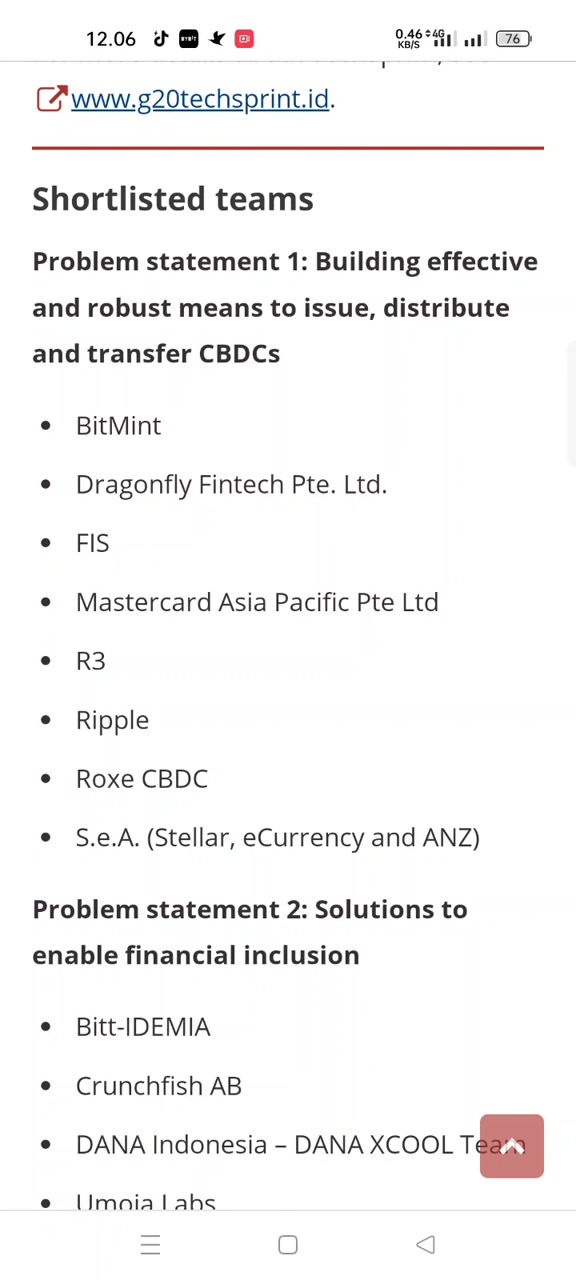 12.06
0.46 4G
KB/S
76
www.g20techsprint.id.
Shortlisted teams
Problem statement 1: Building effective
and robust means to issue, distribute
and transfer CBDCs
• BitMint
• Dragonfly Fintech Pte. Ltd.
• FIS
• Mastercard Asia Pacific Pte Ltd
• R3
• Ripple
• Roxe CBDC
• S.e.A. (Stellar, eCurrency and ANZ)
Problem statement 2: Solutions to
enable financial inclusion
• Bitt-IDEMIA
• Crunchfish AB
• DANA Indonesia – DANA XCOOL Team
• Umoja Labs